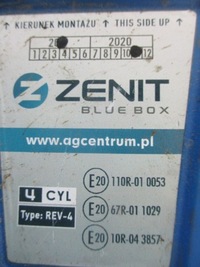 KIERUNEK MONTAŻU THIS SIDE UP
2020
1 2 3 4 5 6 7 8 9 10 12
ZENIT
BLUE BOX
www.agcentrum.pl
4 CYL
Type: REV-4
E20 110R-01 0053
E20 67R-01 1029
E20 10R-04 3857